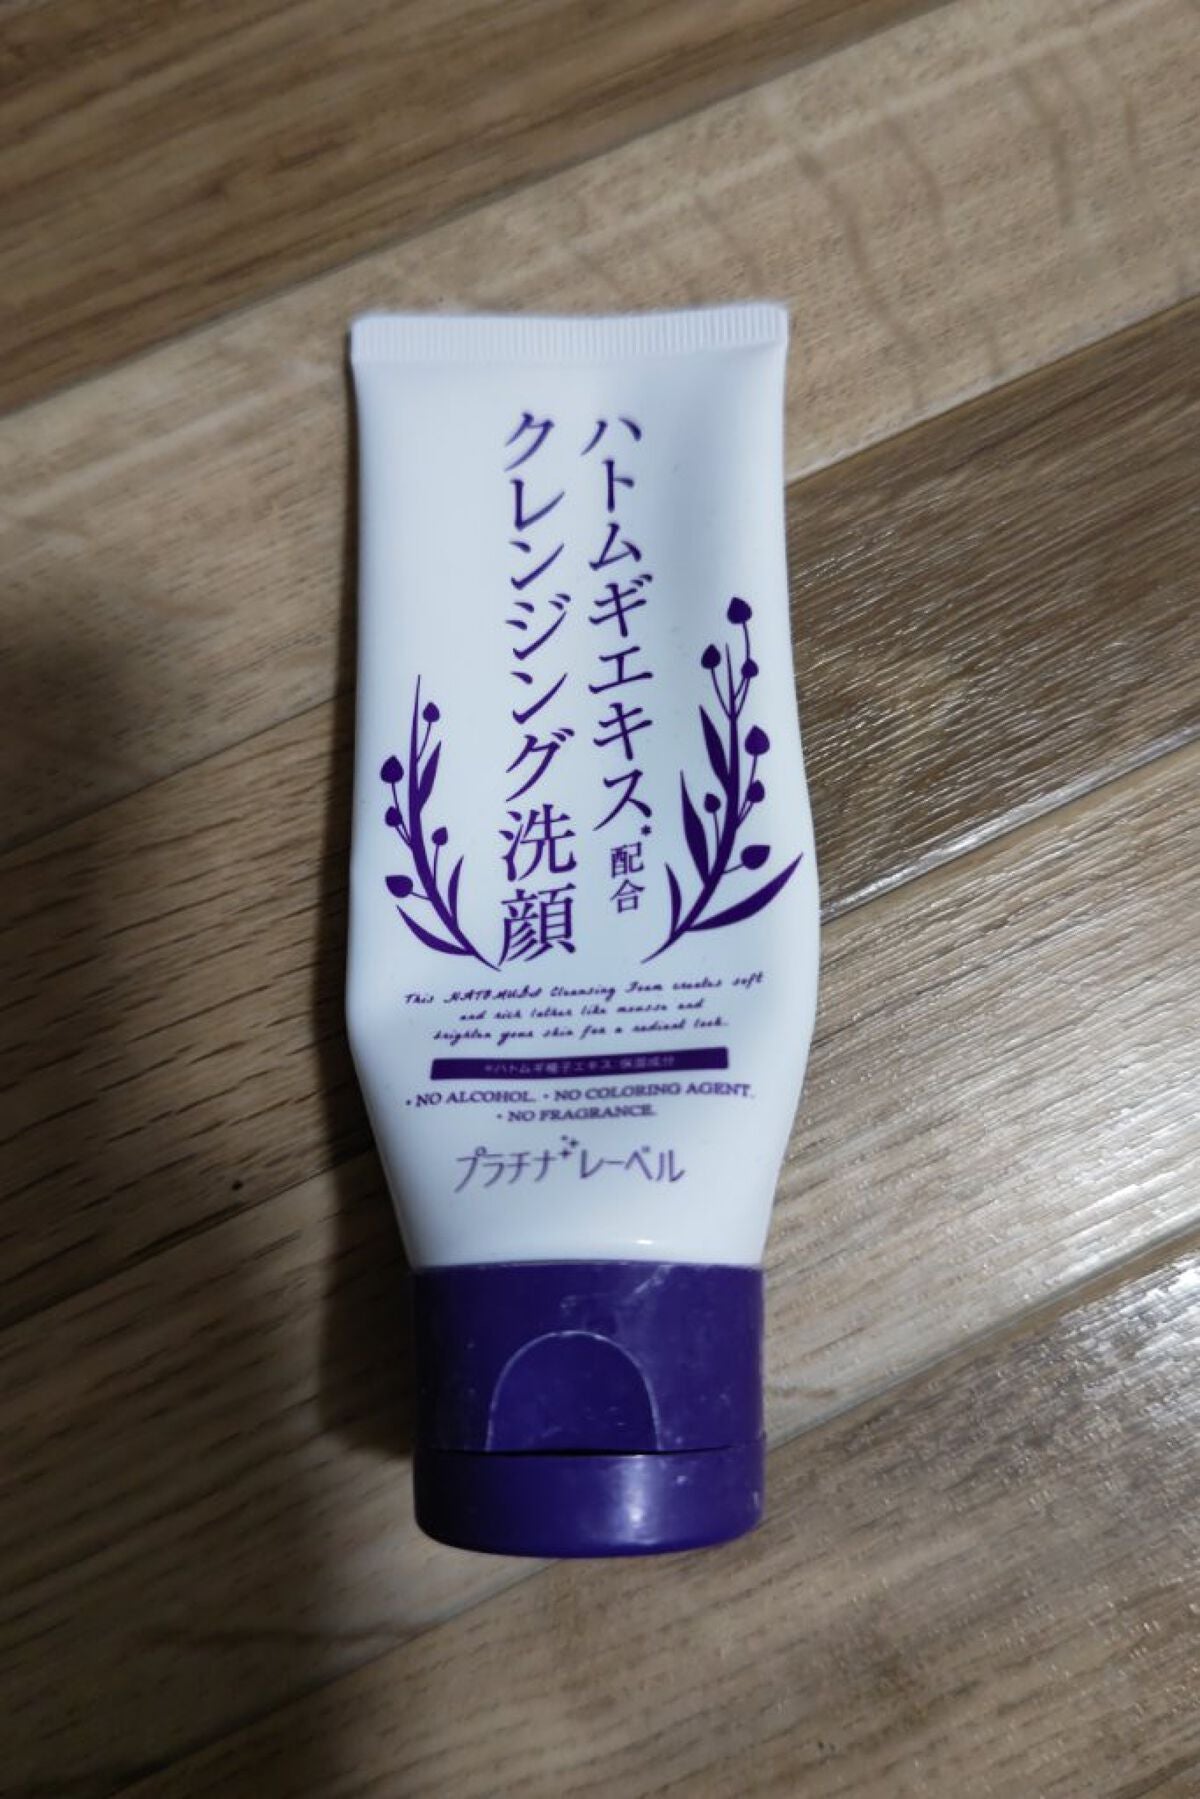 ハトムギエキス*配合
クレンジング洗顔
This HATOMUGI Cleansing Foam creates soft
and rich lather like mousse and
brighten your skin for a radiant look.
*ハトムギ種子エキス:保湿成分
・NO ALCOHOL. ・NO COLORING AGENT.
・NO FRAGRANCE.
プラチナレーベル